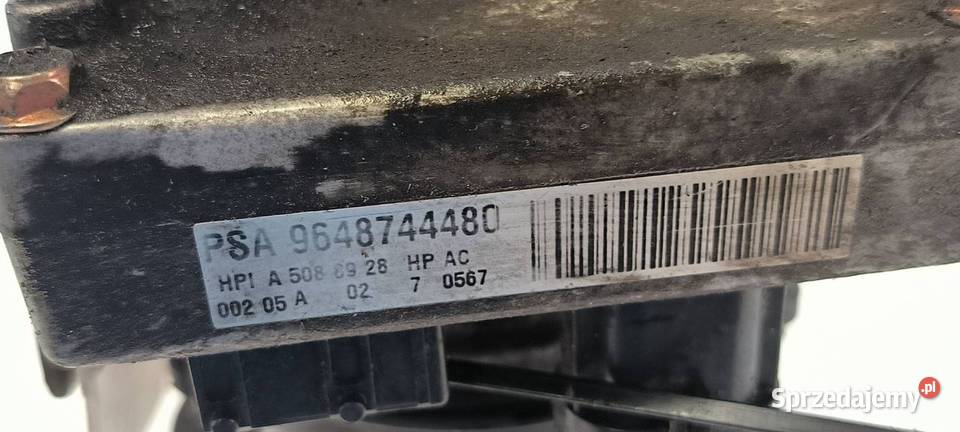 PSA 9648744480
HPI A 508 89 28 HP AC
002 05 A 02 7 0567
Sprzedajemy .pl